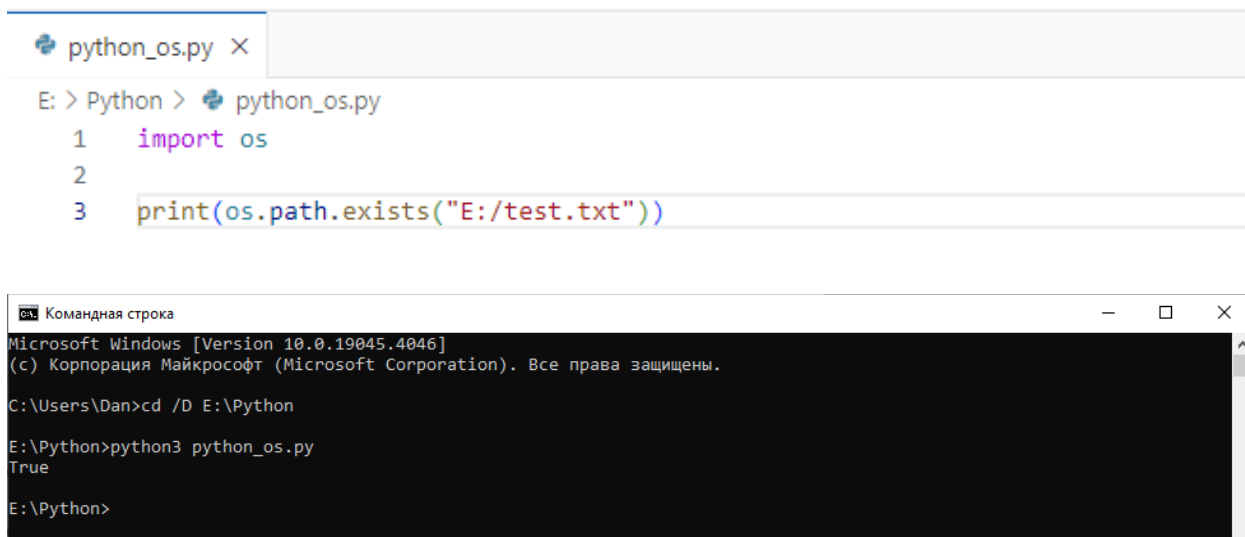 python_os.py
E: > Python > python_os.py
1 import os
2
3 print(os.path.exists("E:/test.txt"))
Командная строка
Microsoft Windows [Version 10.0.19045.4046]
(c) Корпорация Майкрософт (Microsoft Corporation). Все права защищены.
C:\Users\Dan>cd /D E:\Python
E:\Python>python3 python_os.py
True
E:\Python>